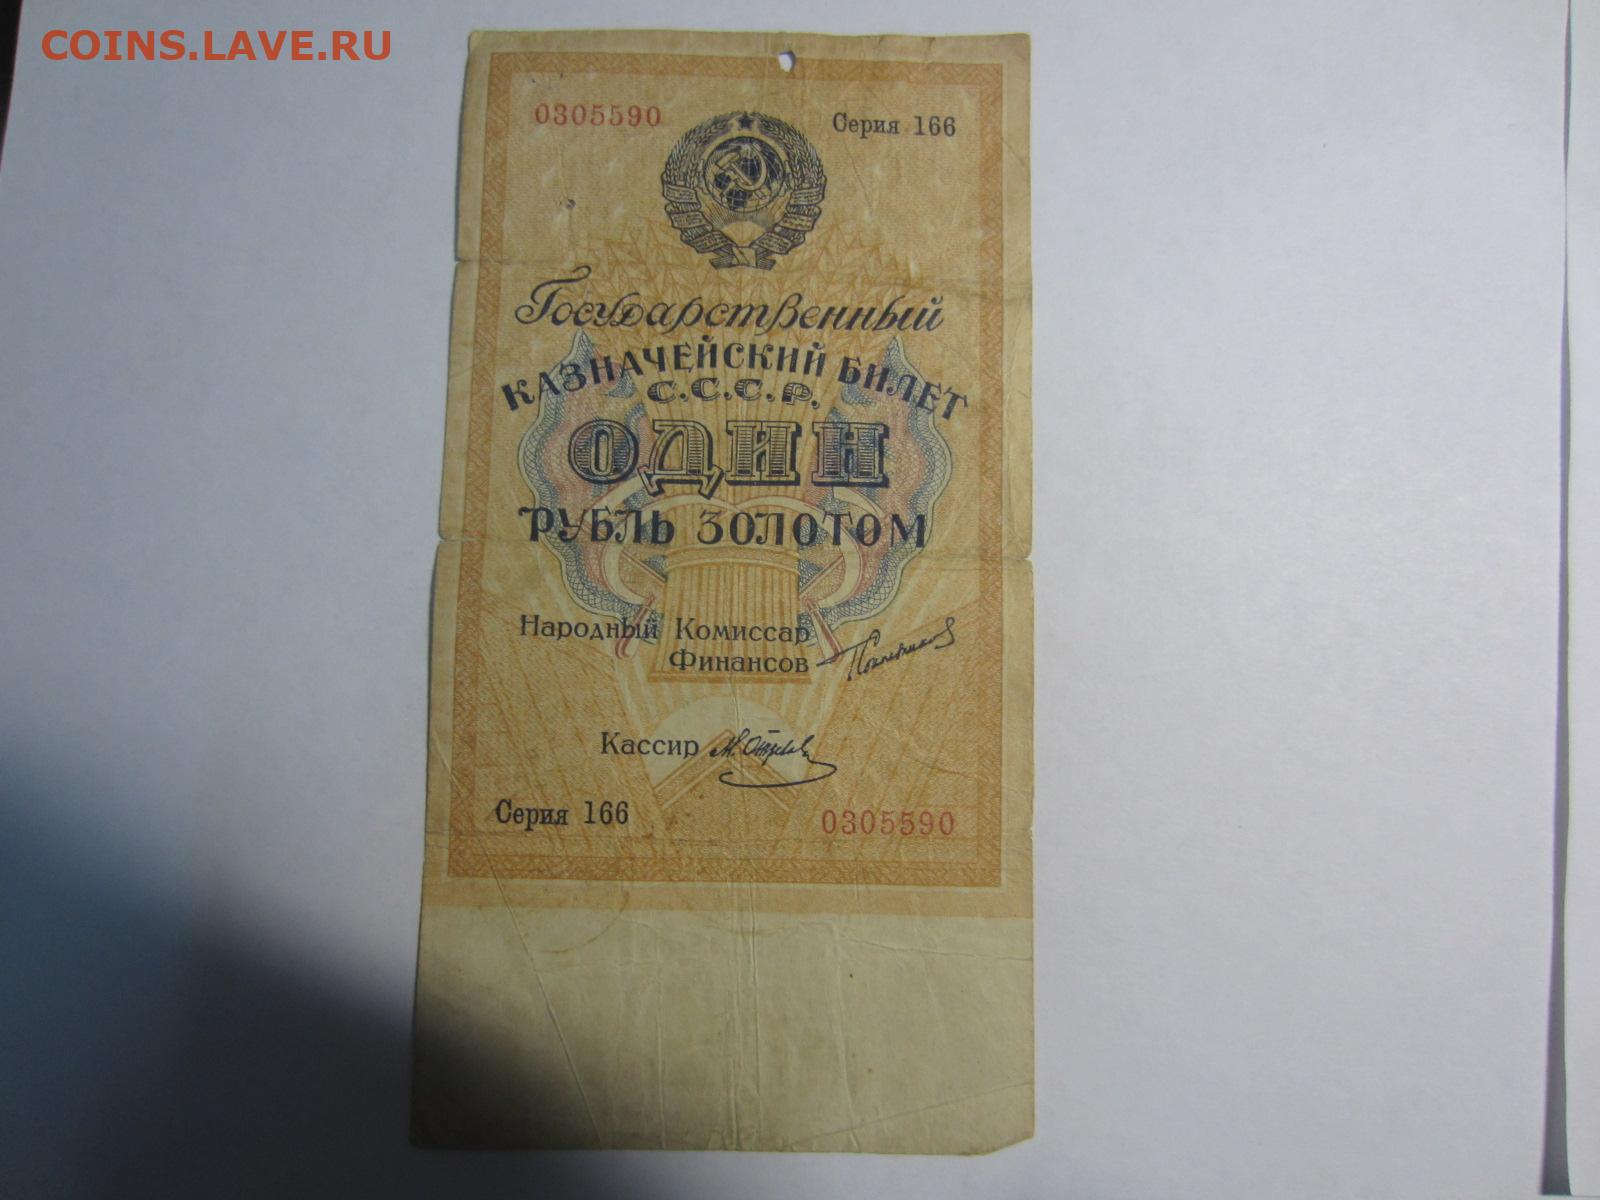 COINS.LAVE.RU
0305590
Серия 166
Государственный
КАЗНАЧЕЙСКИЙ БИЛЕТ
С.С.С.Р.
ОДИН
РУБЛЬ ЗОЛОТОМ
Народный Комиссар
Финансов
Кассир
Серия 166
0305590